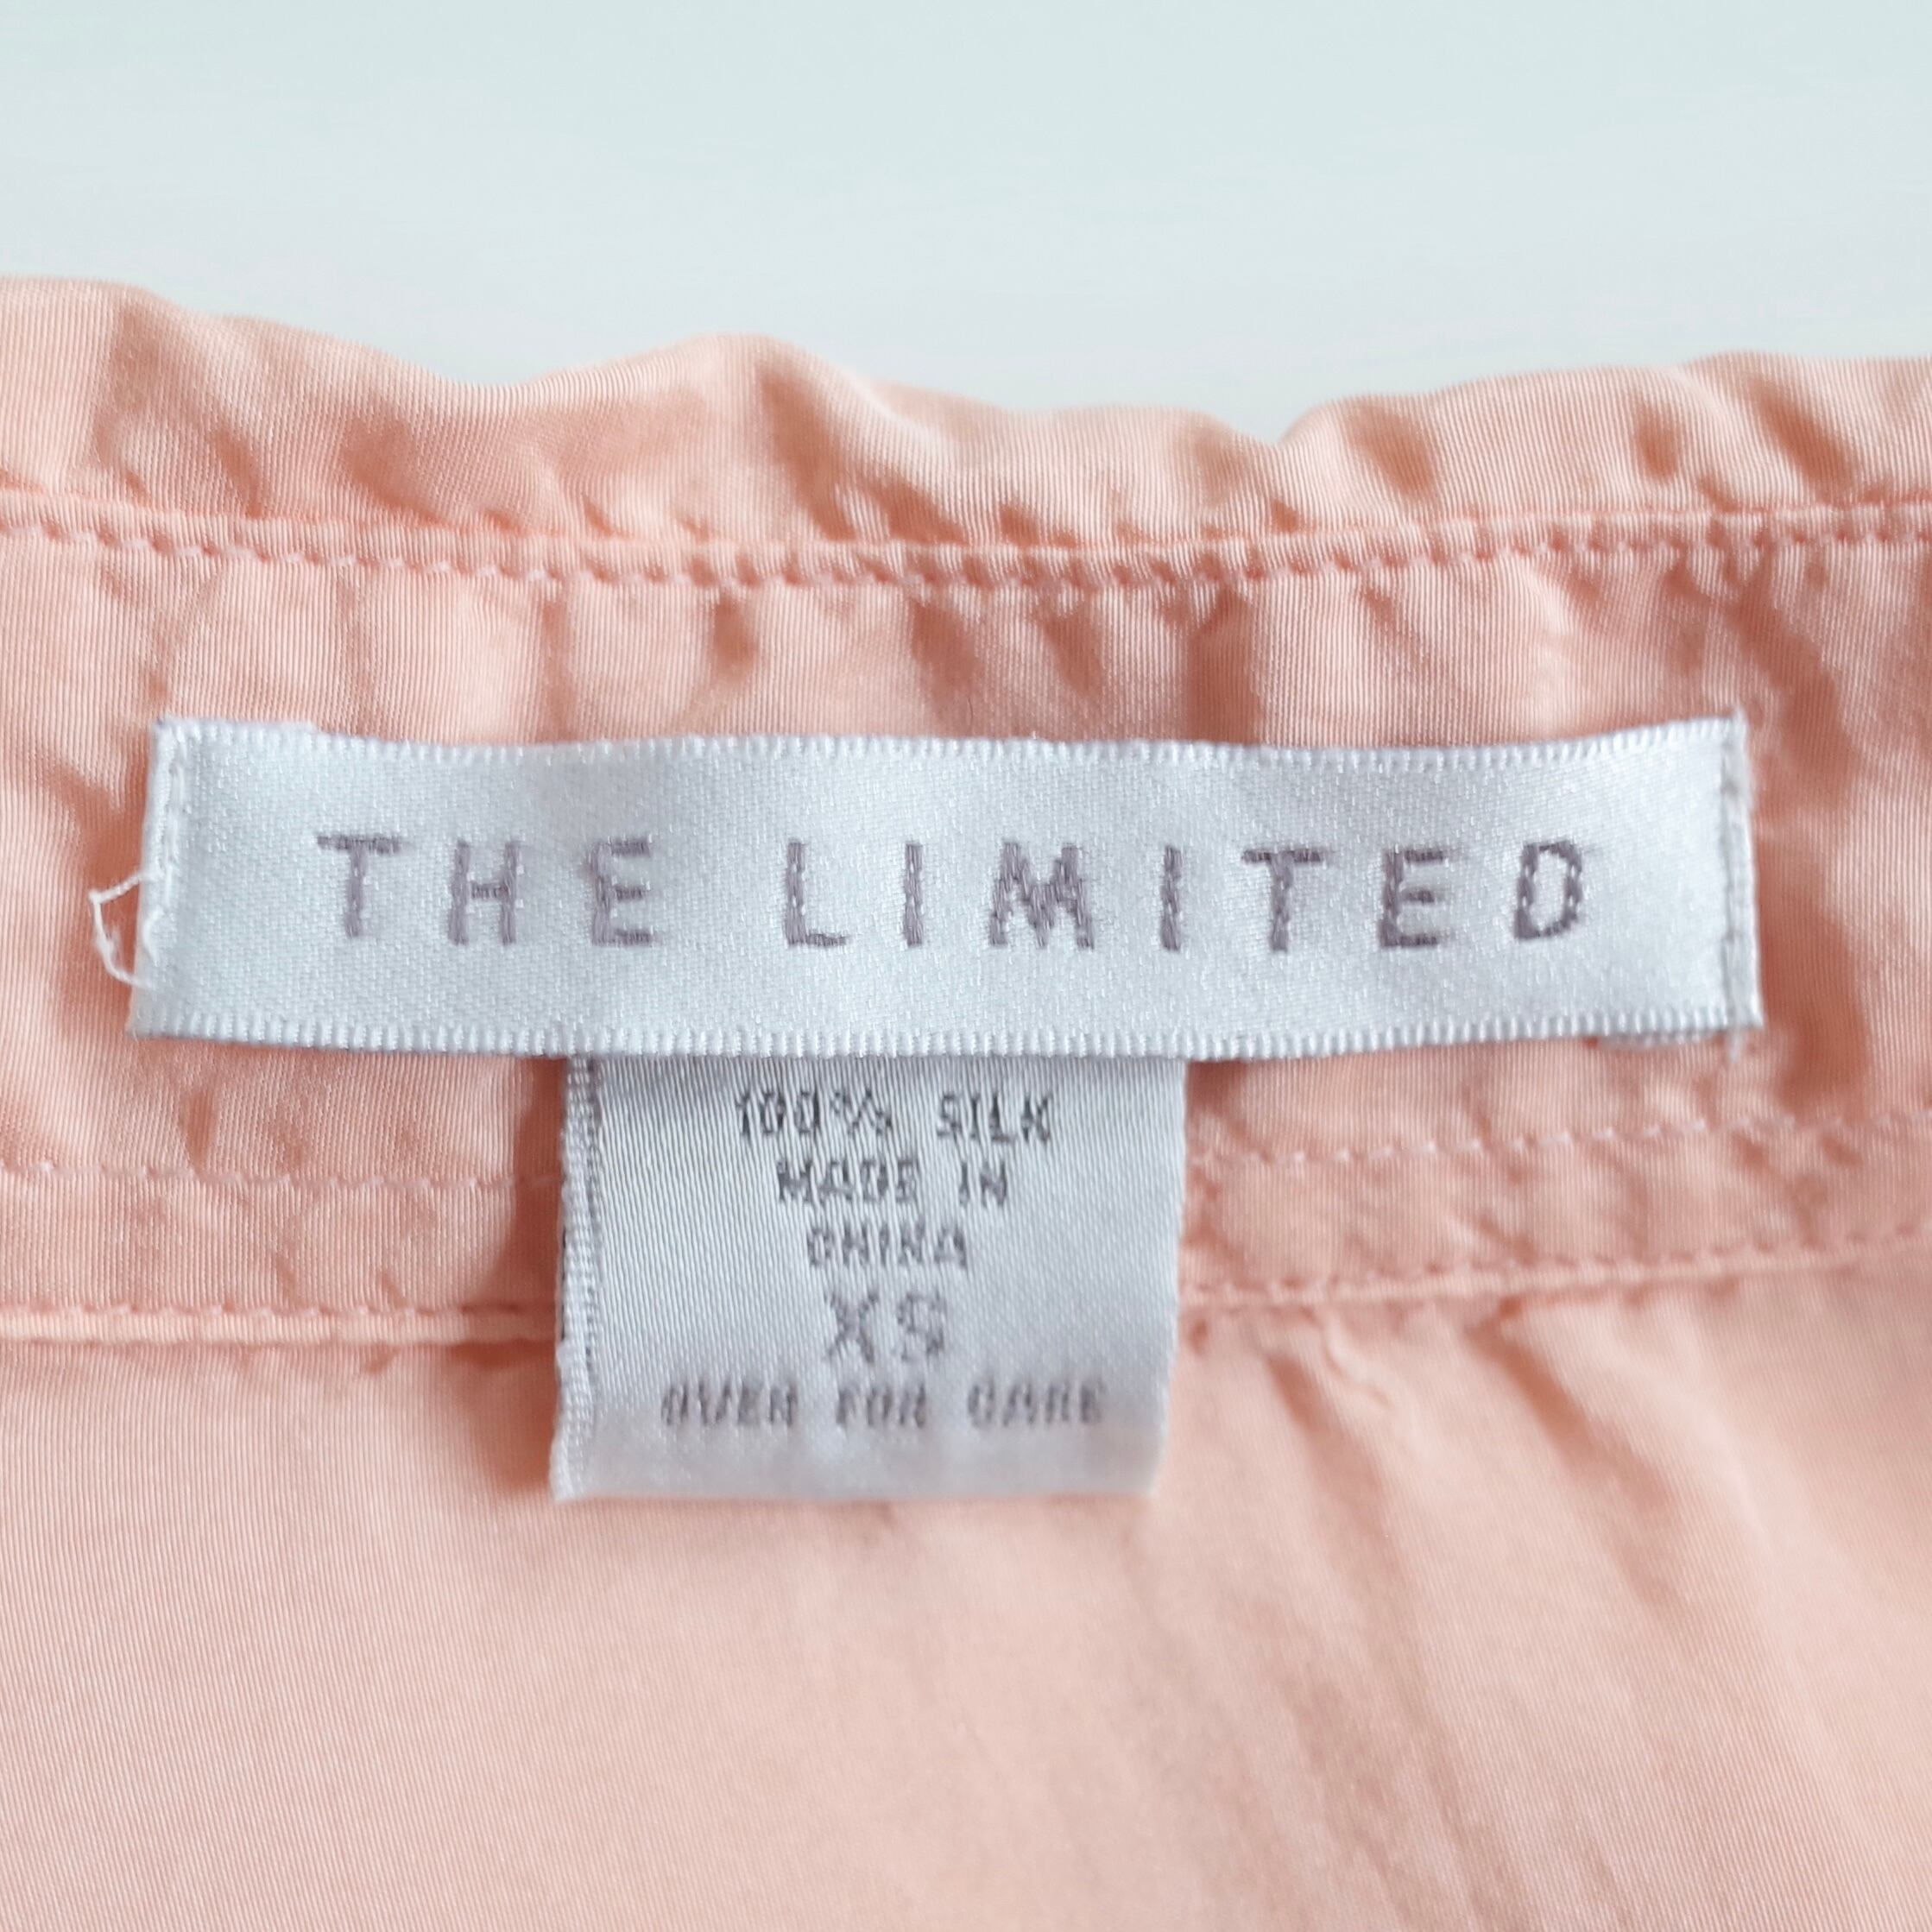 THE LIMITED
100% SILK
MADE IN
CHINA
XS
OVER FOR CARE